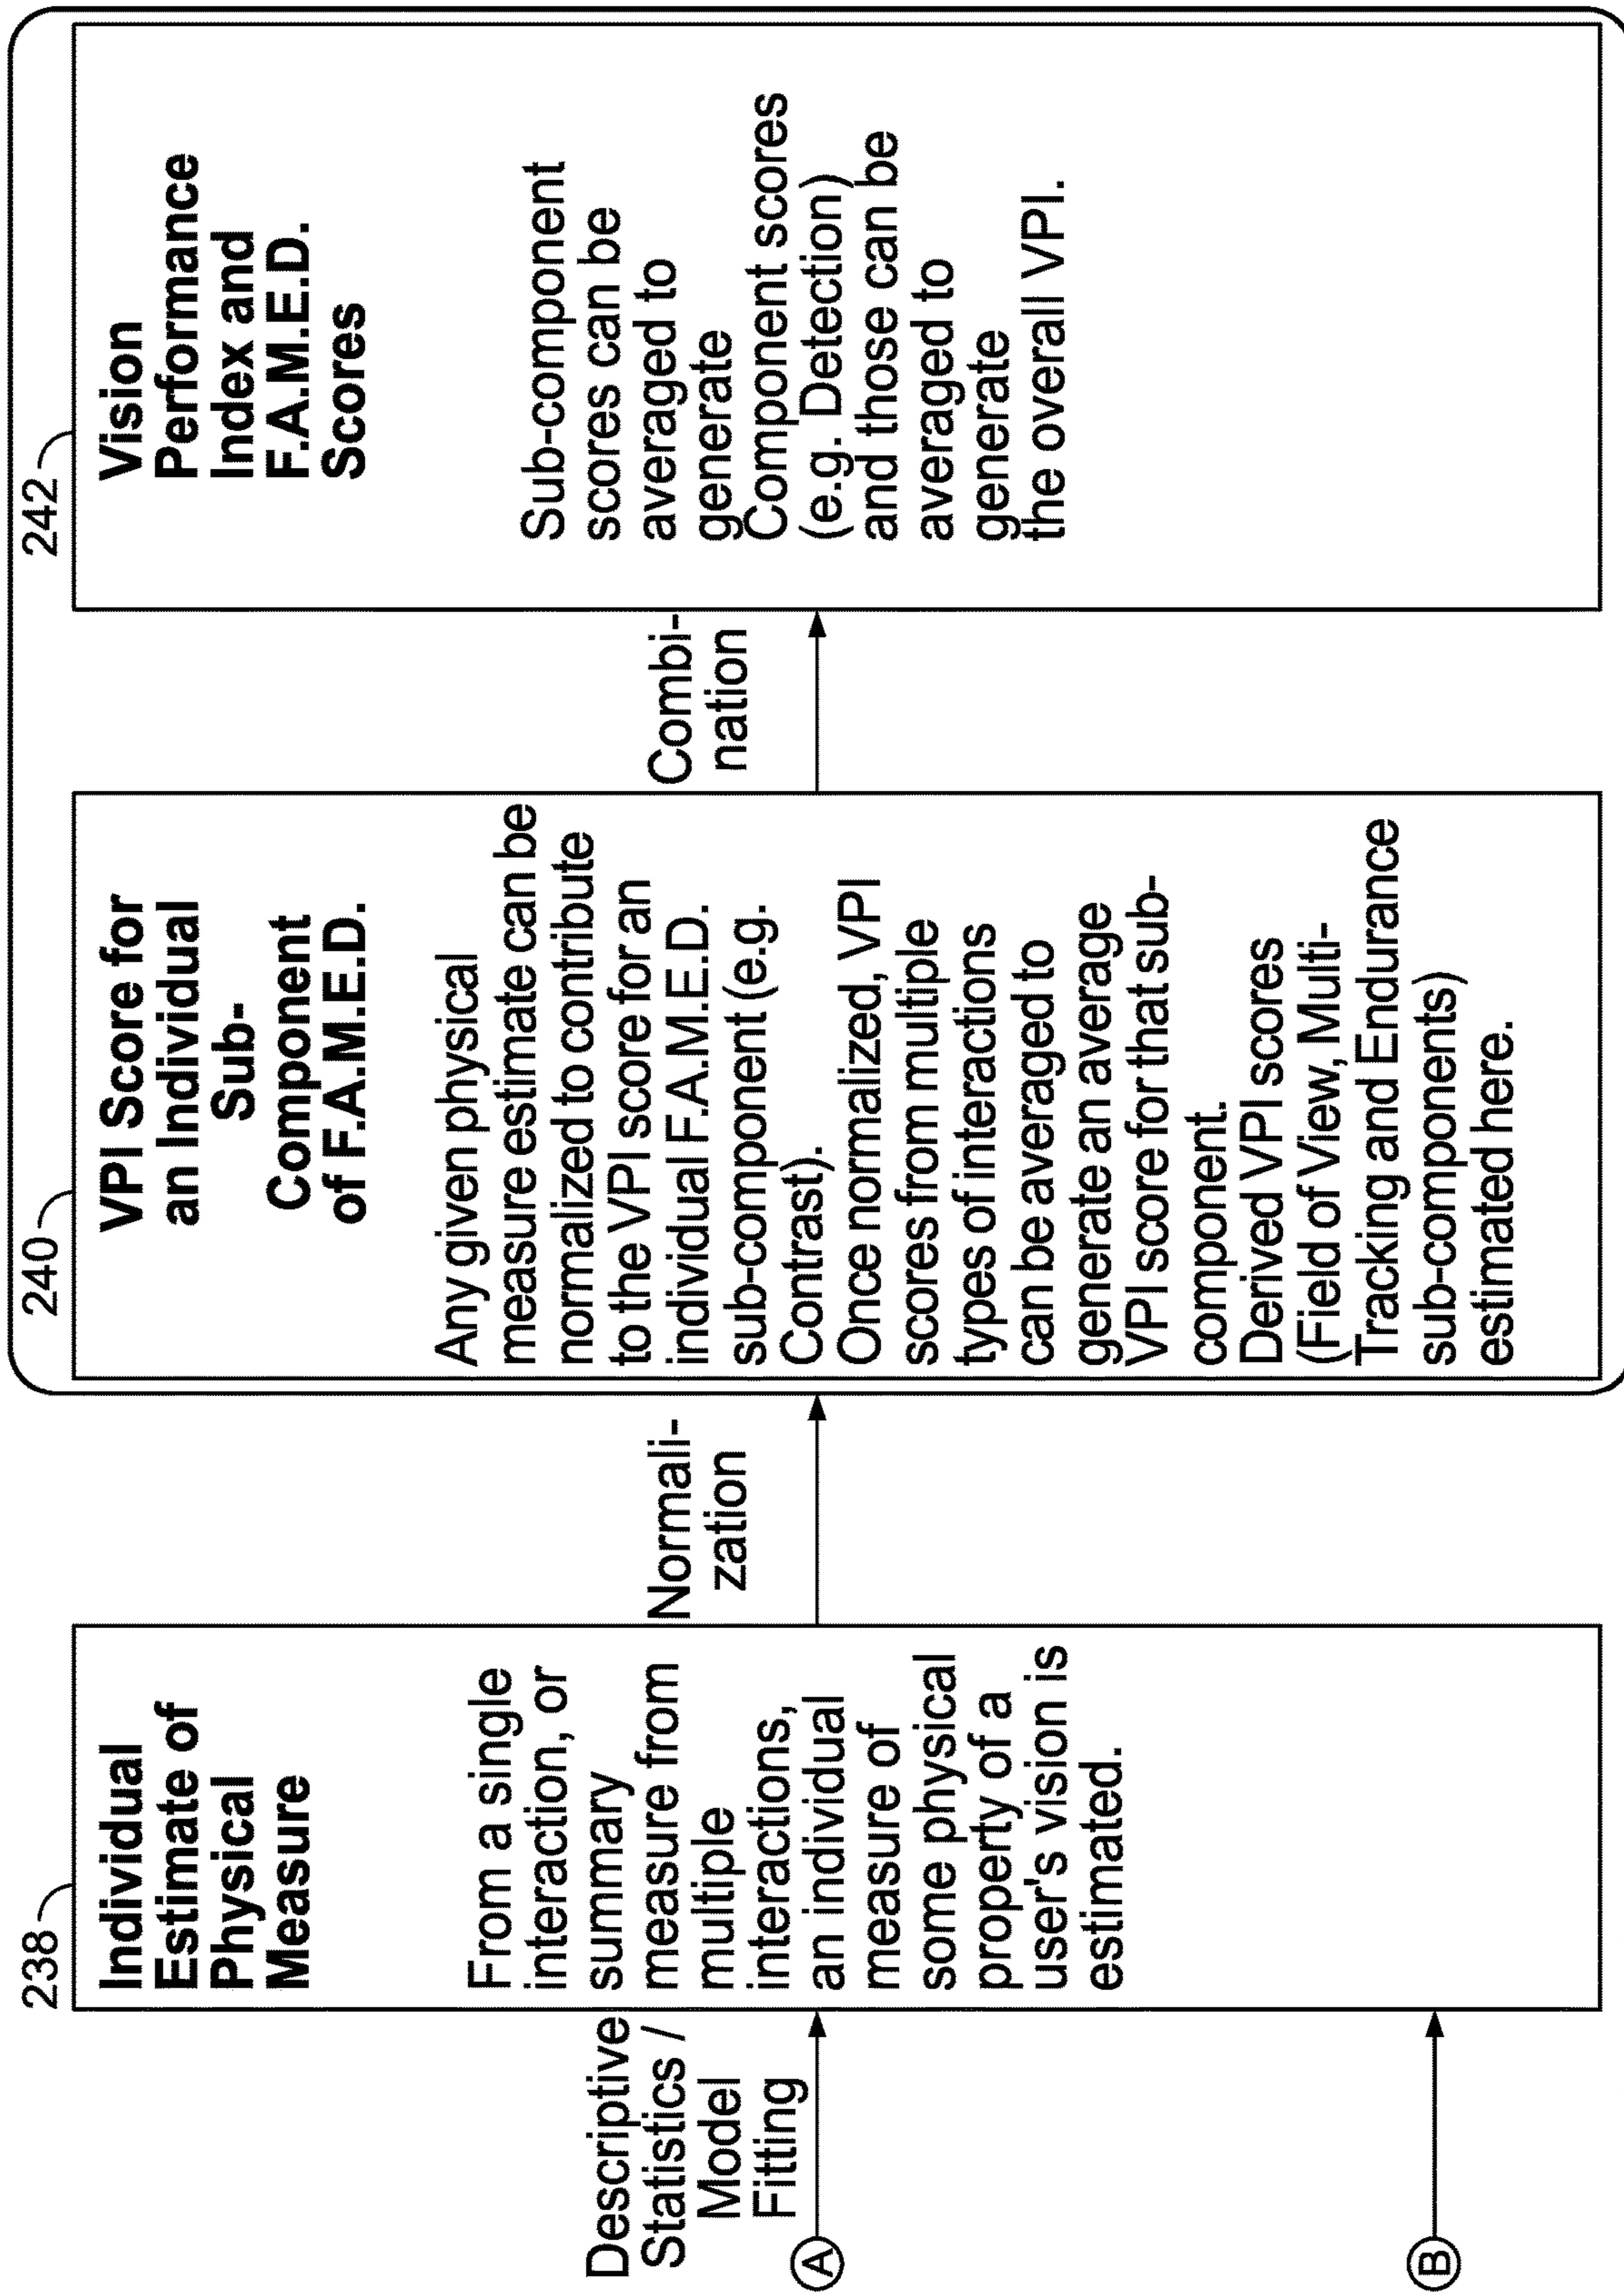 Descriptive
Statistics /
Model
Fitting
A
B
238
Individual
Estimate of
Physical
Measure
From a single
interaction, or
summary
measure from
multiple
interactions,
an individual
measure of
some physical
property of a
user's vision is
estimated.
Normali-
zation
240
VPI Score for
an Individual
Sub-
Component
of F.A.M.E.D.
Any given physical
measure estimate can be
normalized to contribute
to the VPI score for an
individual F.A.M.E.D.
sub-component (e.g.
Contrast).
Once normalized, VPI
scores from multiple
types of interactions
can be averaged to
generate an average
VPI score for that sub-
component.
Derived VPI scores
(Field of View, Multi-
Tracking and Endurance
sub-components)
estimated here.
Combi-
nation
242
Vision
Performance
Index and
F.A.M.E.D.
Scores
Sub-component
scores can be
averaged to
generate
Component scores
(e.g. Detection)
and those can be
averaged to
generate
the overall VPI.